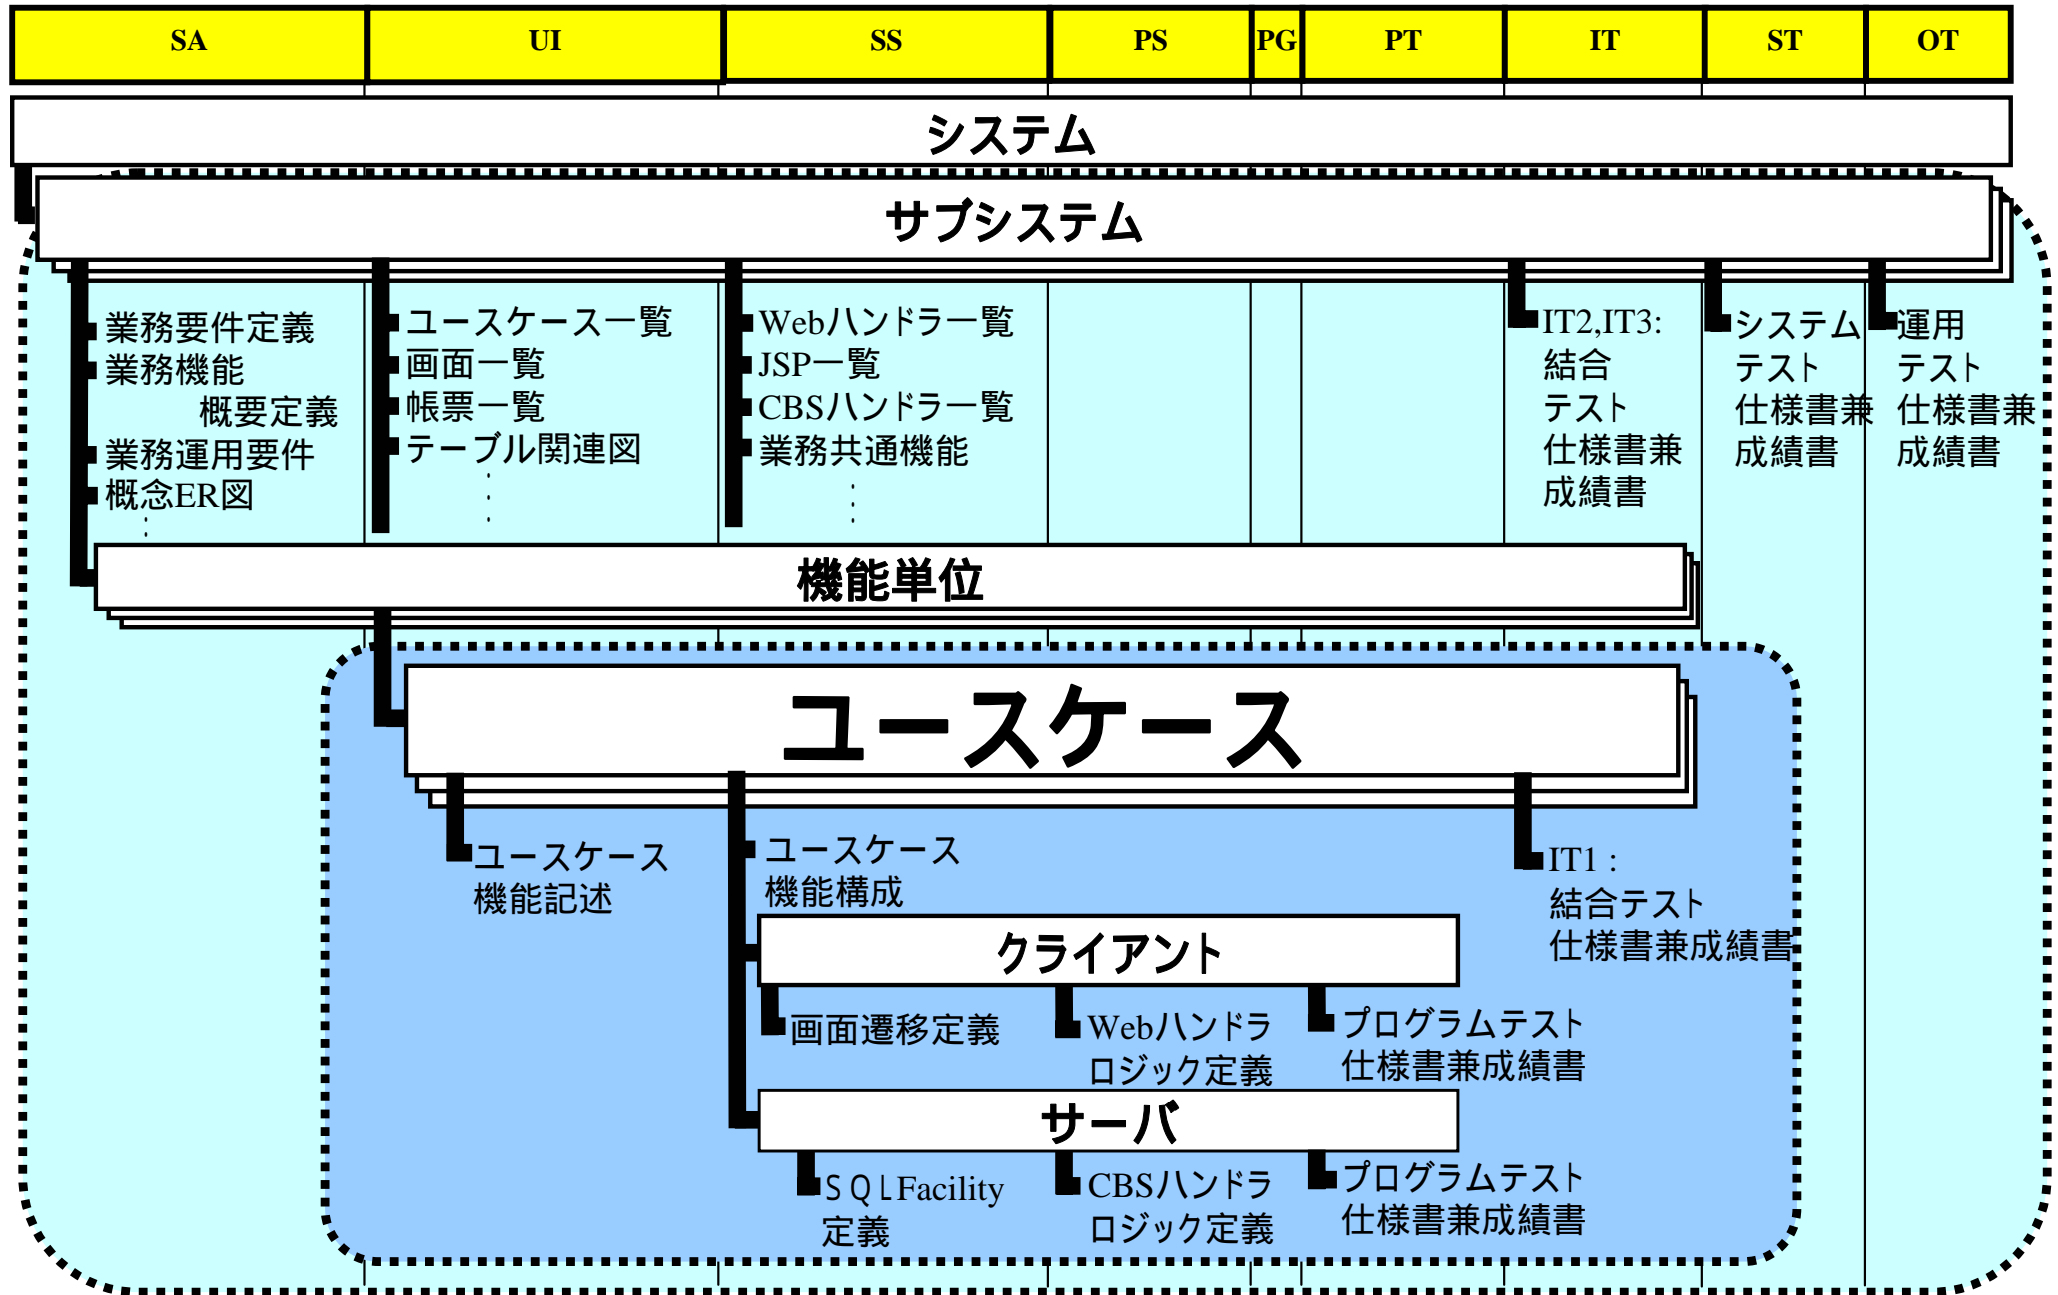 SA
UI
SS
PS
PG
PT
IT
ST
OT
システム
サブシステム
業務要件定義
業務機能
概要定義
業務運用要件
概念ER図
ユースケース一覧
画面一覧
帳票一覧
テーブル関連図
Webハンドラ一覧
JSP一覧
CBSハンドラ一覧
業務共通機能
IT2,IT3:
結合
テスト
仕様書兼
成績書
システム
テスト
仕様書兼
成績書
運用
テスト
仕様書兼
成績書
機能単位
ユースケース
ユースケース
機能記述
ユースケース
機能構成
IT1 :
結合テスト
仕様書兼成績書
クライアント
画面遷移定義
Webハンドラ
ロジック定義
プログラムテスト
仕様書兼成績書
サーバ
ＳＱＬFacility
定義
CBSハンドラ
ロジック定義
プログラムテスト
仕様書兼成績書